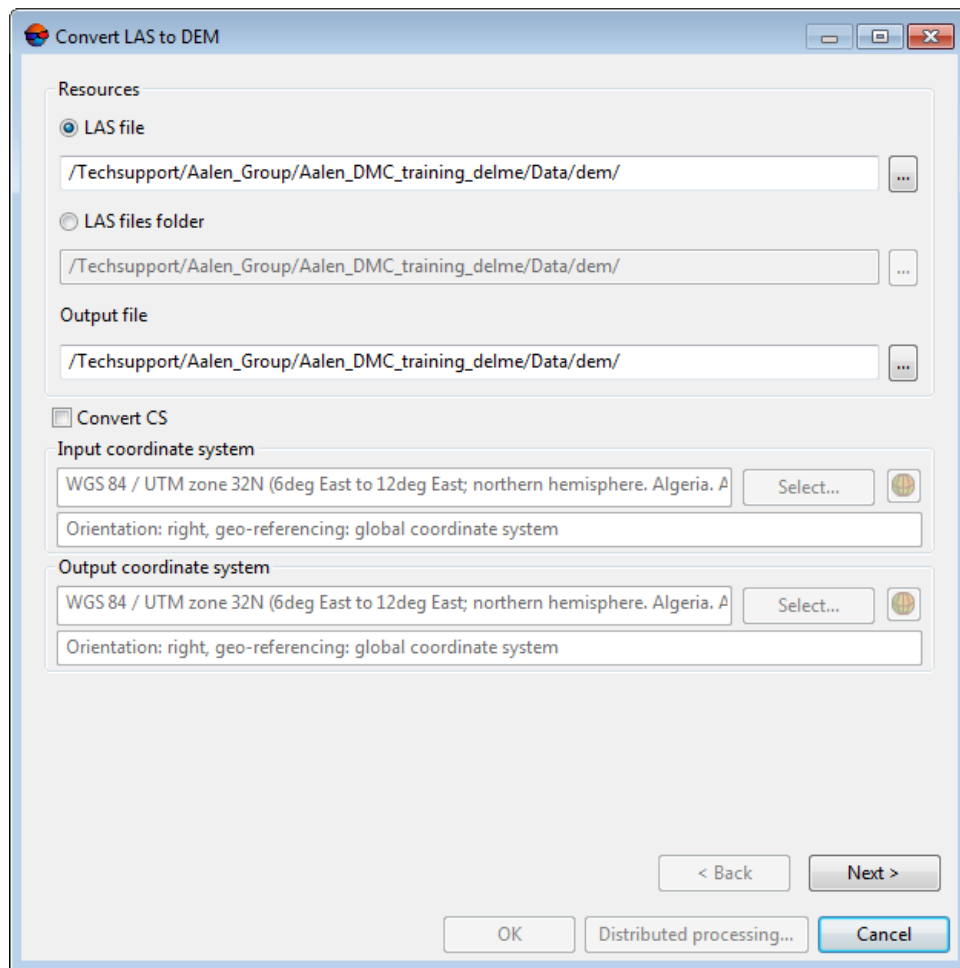 Convert LAS to DEM
Resources
LAS file
/Techsupport/Aalen_Group/Aalen_DMC_training_delme/Data/dem/
...
LAS files folder
/Techsupport/Aalen_Group/Aalen_DMC_training_delme/Data/dem/
...
Output file
/Techsupport/Aalen_Group/Aalen_DMC_training_delme/Data/dem/
...
Convert CS
Input coordinate system
WGS 84 / UTM zone 32N (6deg East to 12deg East; northern hemisphere. Algeria. A
Select...
Orientation: right, geo-referencing: global coordinate system
Output coordinate system
WGS 84 / UTM zone 32N (6deg East to 12deg East; northern hemisphere. Algeria. A
Select...
Orientation: right, geo-referencing: global coordinate system
< Back
Next >
OK
Distributed processing...
Cancel